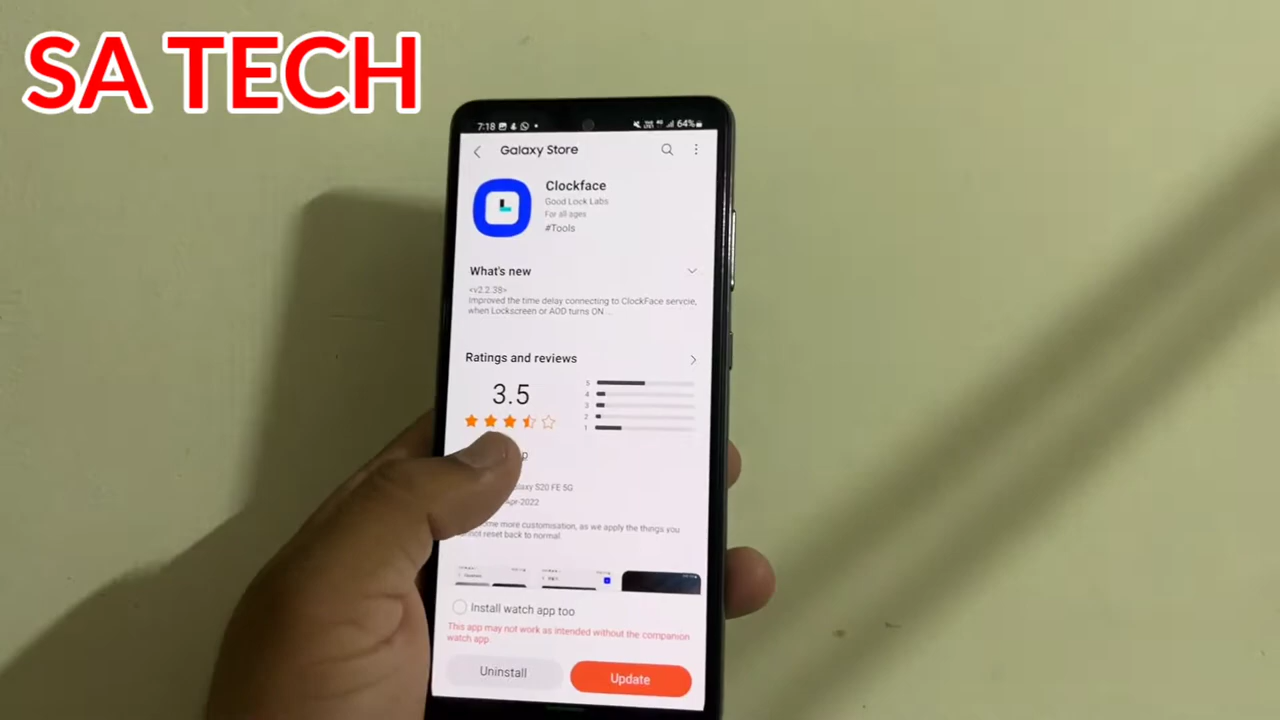 SA TECH
7:18
64%
Galaxy Store
Clockface
Good Lock Labs
For all ages
#Tools
What's new
<v2.2.38>
Improved the time delay connecting to ClockFace servcie,
when Lockscreen or AOD turns ON ...
Ratings and reviews
3.5
5
4
3
2
1
S20 FE 5G
2022
more customisation, as we apply the things you
reset back to normal.
Install watch app too
This app may not work as intended without the companion
watch app.
Uninstall
Update